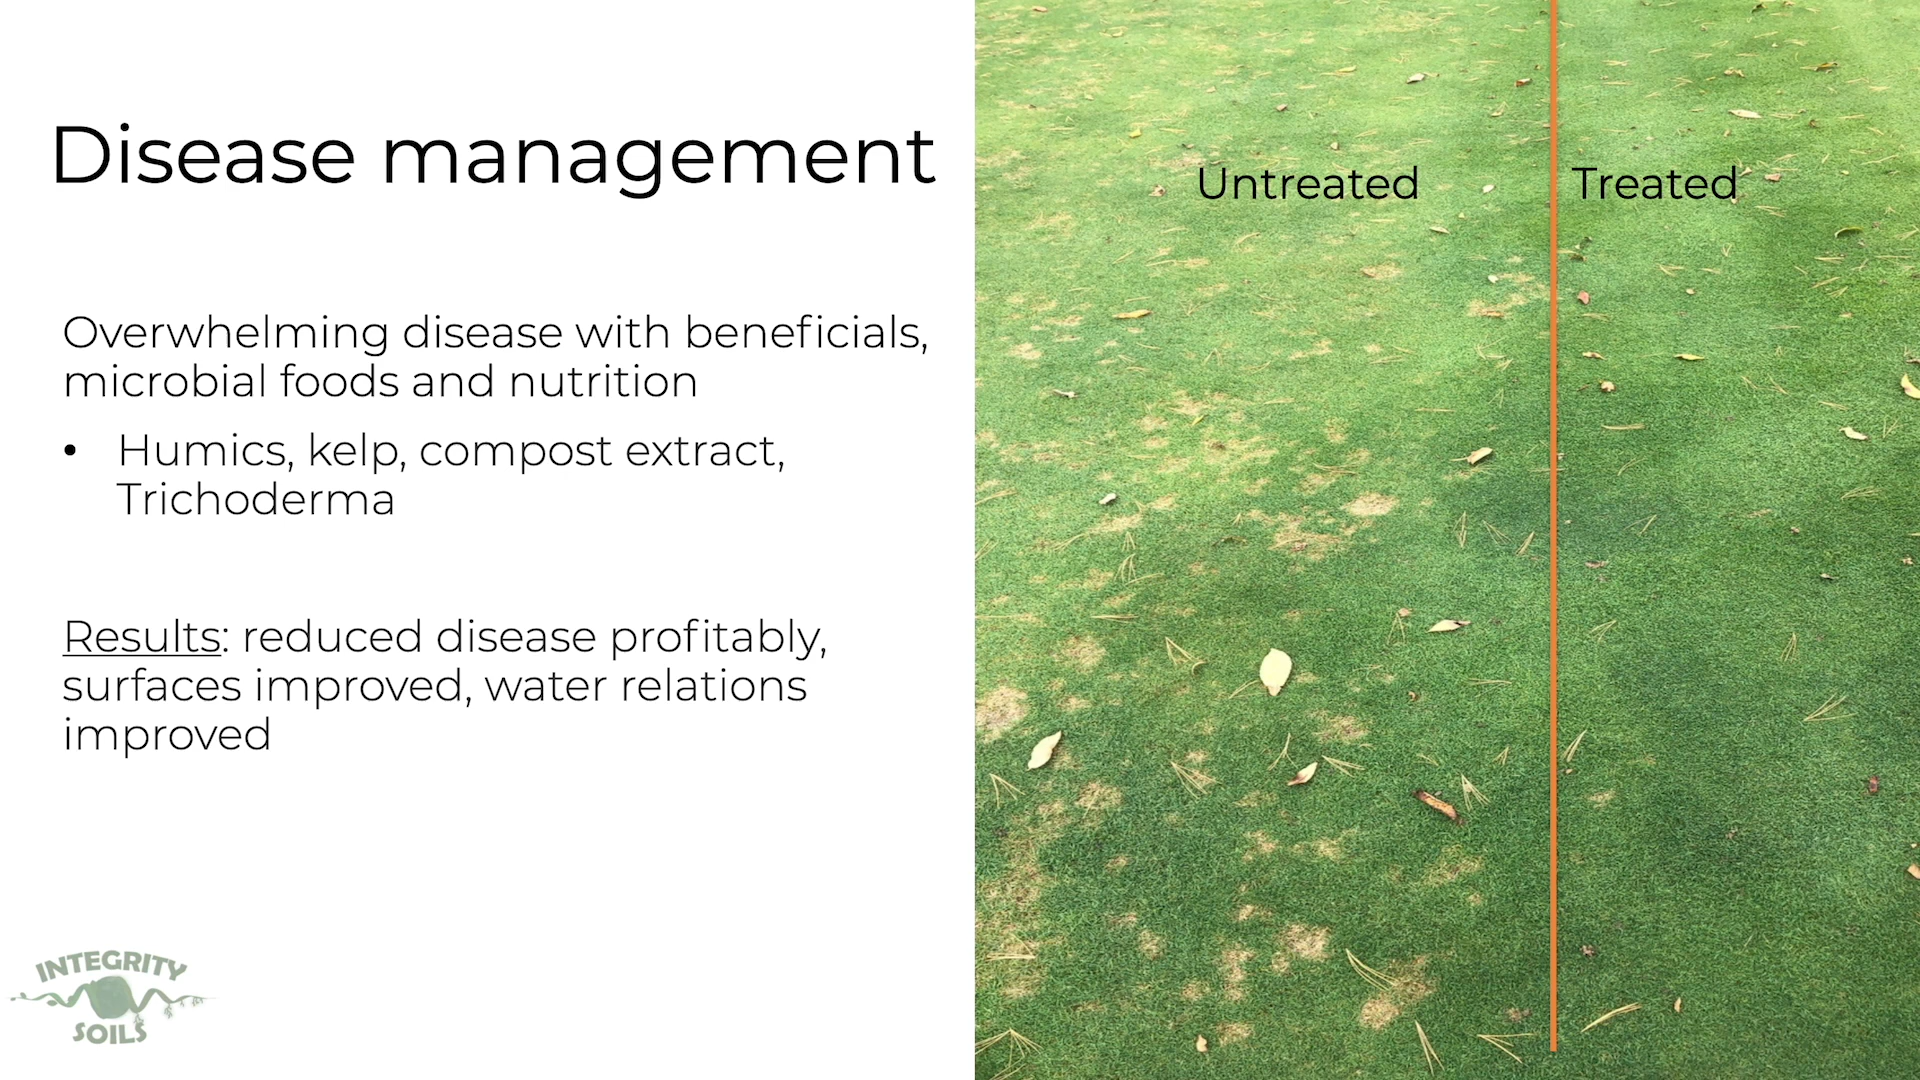 Disease management
Overwhelming disease with beneficials,
microbial foods and nutrition
• Humics, kelp, compost extract,
Trichoderma
Results: reduced disease profitably,
surfaces improved, water relations
improved
INTEGRITY
SOILS
Untreated
Treated